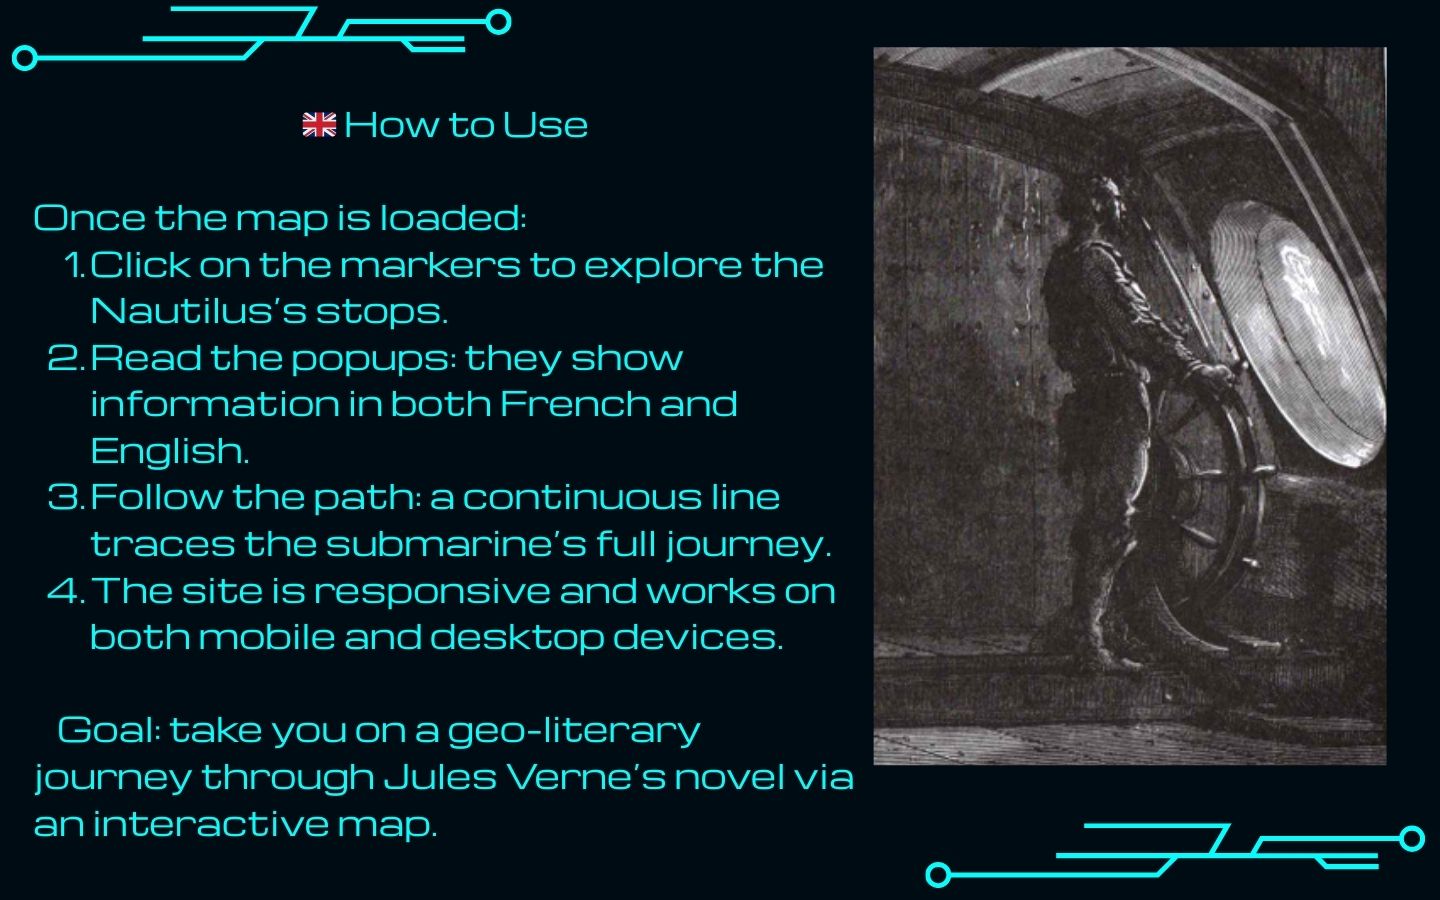 🇬🇧 How to Use
Once the map is loaded:
1. Click on the markers to explore the
Nautilus’s stops.
2. Read the popups: they show
information in both French and
English.
3. Follow the path: a continuous line
traces the submarine’s full journey.
4. The site is responsive and works on
both mobile and desktop devices.
Goal: take you on a geo-literary
journey through Jules Verne’s novel via
an interactive map.